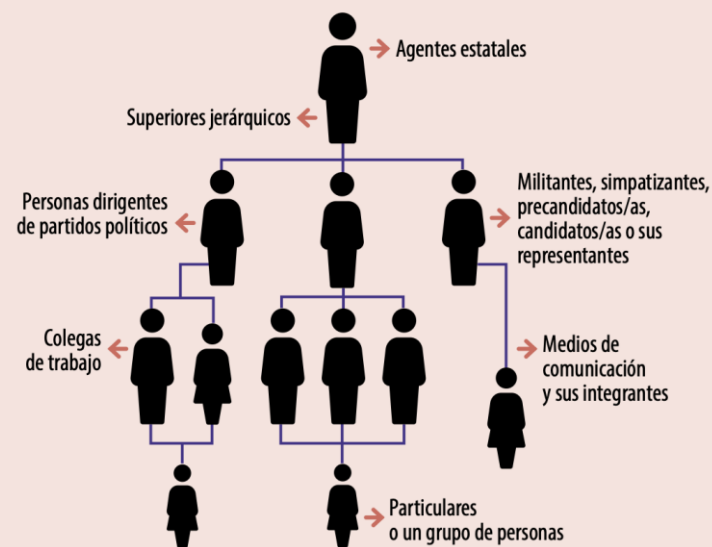 Agentes estatales
Superiores jerárquicos
Personas dirigentes
de partidos políticos
Militantes, simpatizantes,
precandidatos/as,
candidatos/as o sus
representantes
Colegas
de trabajo
Medios de
comunicación
y sus integrantes
Particulares
o un grupo de personas